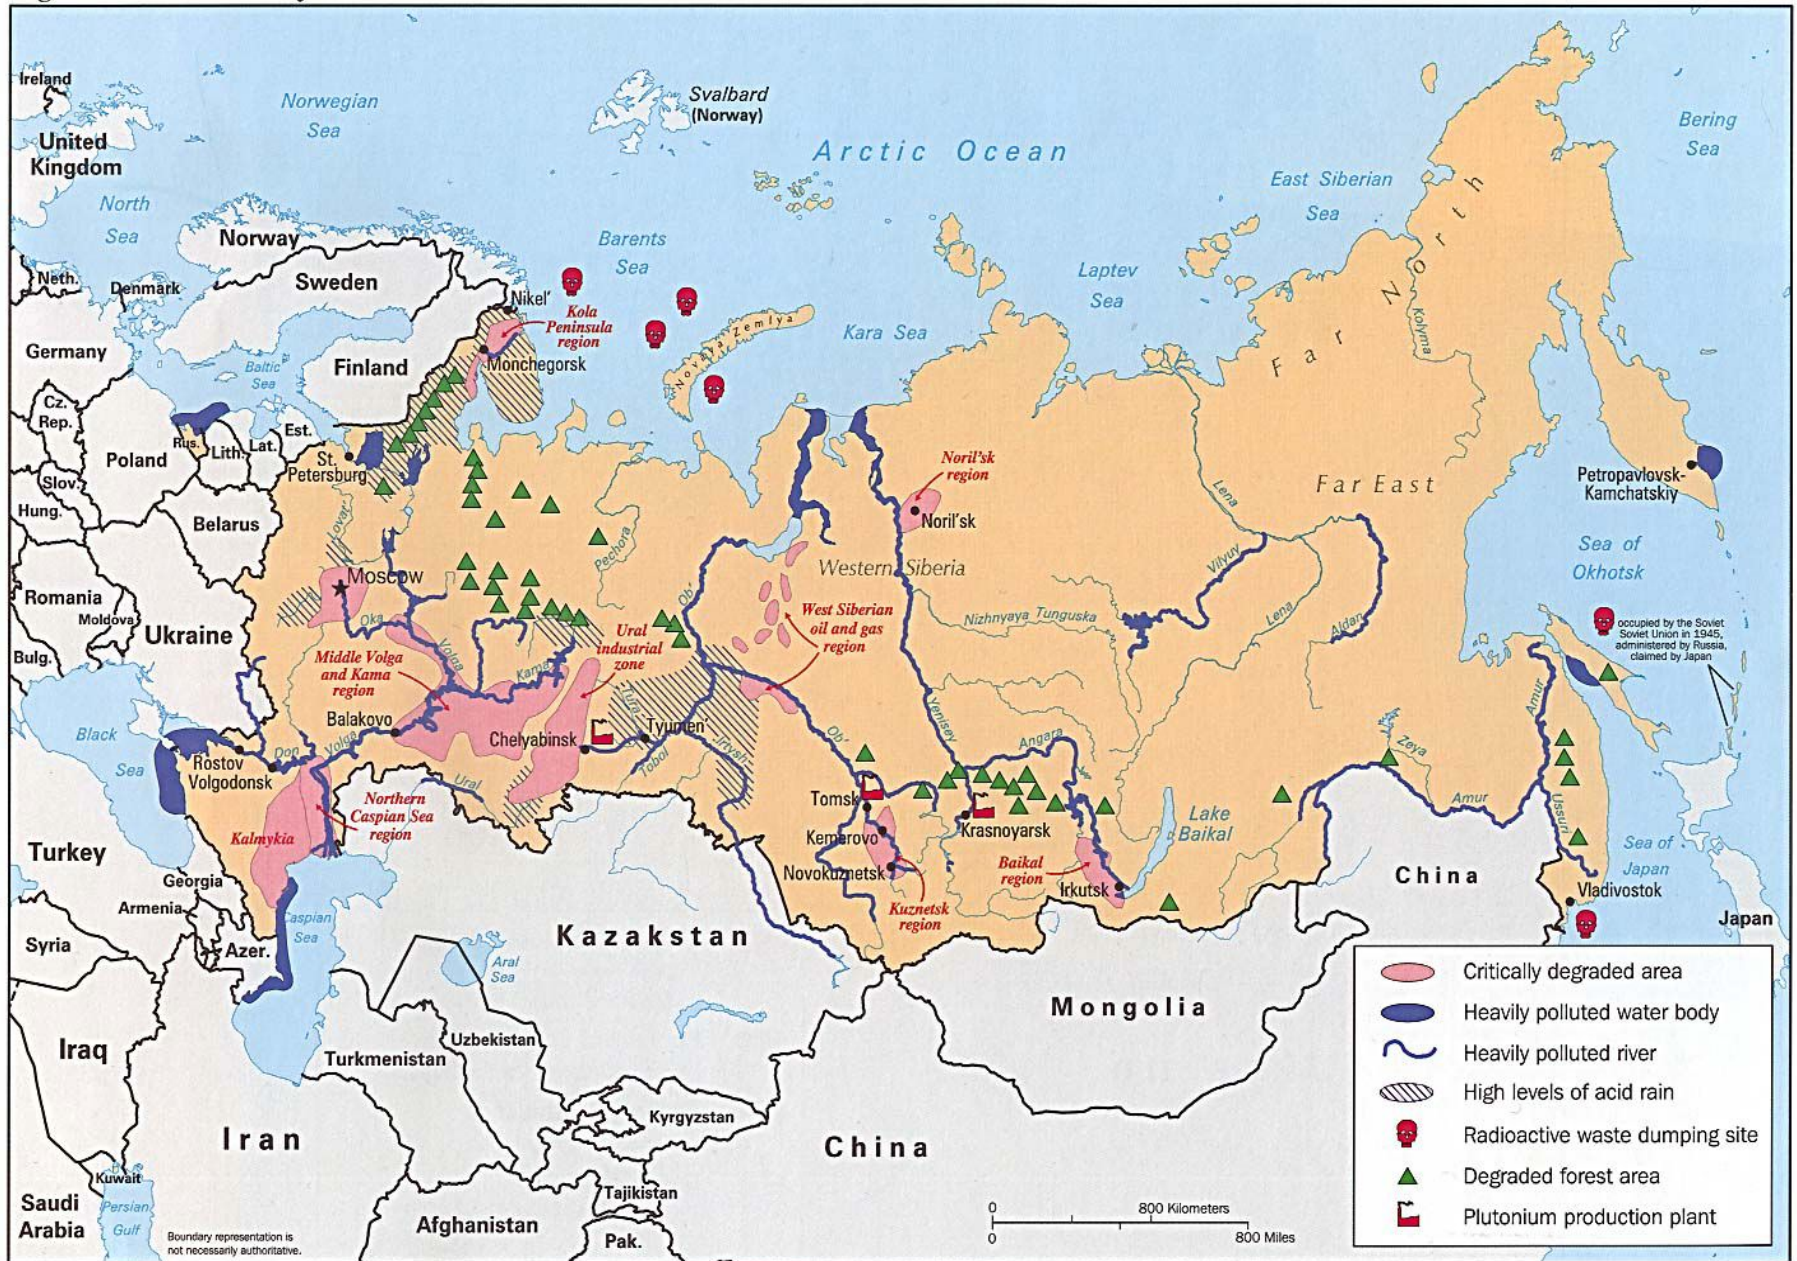 Ireland
United
Kingdom
North
Sea
Norwegian
Sea
Svalbard
(Norway)
Arctic Ocean
Barents
Sea
Kara Sea
Laptev
Sea
East Siberian
Sea
Bering
Sea
Far North
Kolyma
Norway
Sweden
Finland
Neth.
Denmark
Germany
Baltic
Sea
Cz.
Rep.
Poland
Rus.
Lith.
Lat.
Est.
Slov.
Hung.
Belarus
Romania
Moldova
Ukraine
Bulg.
Nikel'
Kola
Peninsula
region
Monchegorsk
Novaya Zemlya
St.
Petersburg
Lovat'
Moscow
Oka
Volga
Kama
Pechora
Ob'
Middle Volga
and Kama
region
Ural
industrial
zone
Balakovo
Chelyabinsk
Tyumen'
Tura
Tobol
Irtysh
Ural
Rostov
Volgodonsk
Don
Volga
Kalmykia
Northern
Caspian Sea
region
Black
Sea
Turkey
Georgia
Armenia
Azer.
Syria
Iraq
Caspian
Sea
Aral
Sea
Kazakstan
Noril'sk
region
Noril'sk
Western Siberia
West Siberian
oil and gas
region
Nizhnyaya Tunguska
Yenisey
Angara
Ob'
Tomsk
Kemerovo
Novokuznetsk
Kuznetsk
region
Krasnoyarsk
Baikal
region
Irkutsk
Lake
Baikal
Lena
Vilyuy
Lena
Aldan
Far East
Petropavlovsk-
Kamchatskiy
Sea of
Okhotsk
occupied by the Soviet
Soviet Union in 1945,
administered by Russia,
claimed by Japan
Amur
Zeya
Amur
Ussuri
Sea of
Japan
Vladivostok
Japan
China
Mongolia
China
Uzbekistan
Turkmenistan
Kyrgyzstan
Tajikistan
Afghanistan
Pak.
Iran
Kuwait
Saudi
Arabia
Persian
Gulf
Boundary representation is
not necessarily authoritative.
0 800 Kilometers
0 800 Miles
Critically degraded area
Heavily polluted water body
Heavily polluted river
High levels of acid rain
Radioactive waste dumping site
Degraded forest area
Plutonium production plant